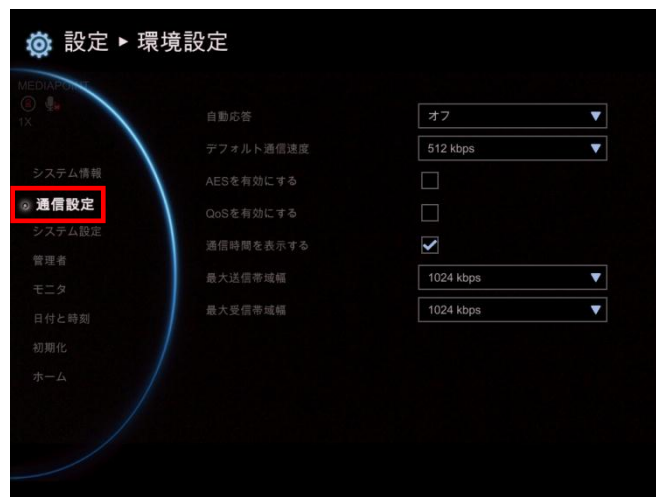 設定 ▶ 環境設定
MEDIAPOINT
1X
自動応答 オフ
デフォルト通信速度 512 kbps
システム情報
AESを有効にする
通信設定
QoSを有効にする
システム設定
通信時間を表示する
管理者
最大送信帯域幅 1024 kbps
モニタ
最大受信帯域幅 1024 kbps
日付と時刻
初期化
ホーム